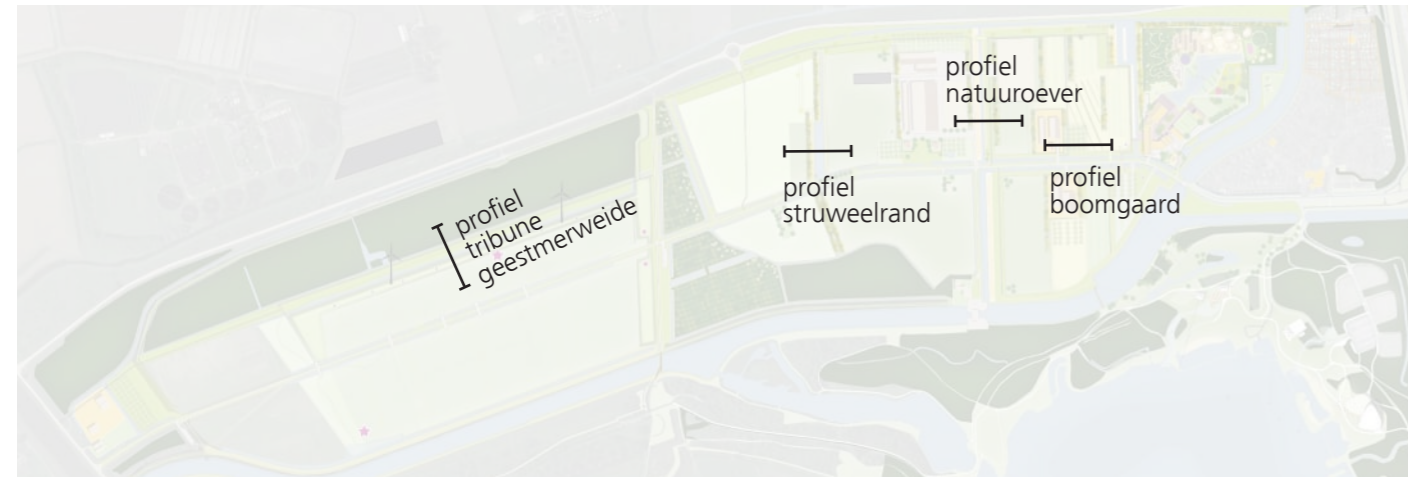 profiel
tribune
geestmerweide
profiel
struweelrand
profiel
natuuroever
profiel
boomgaard